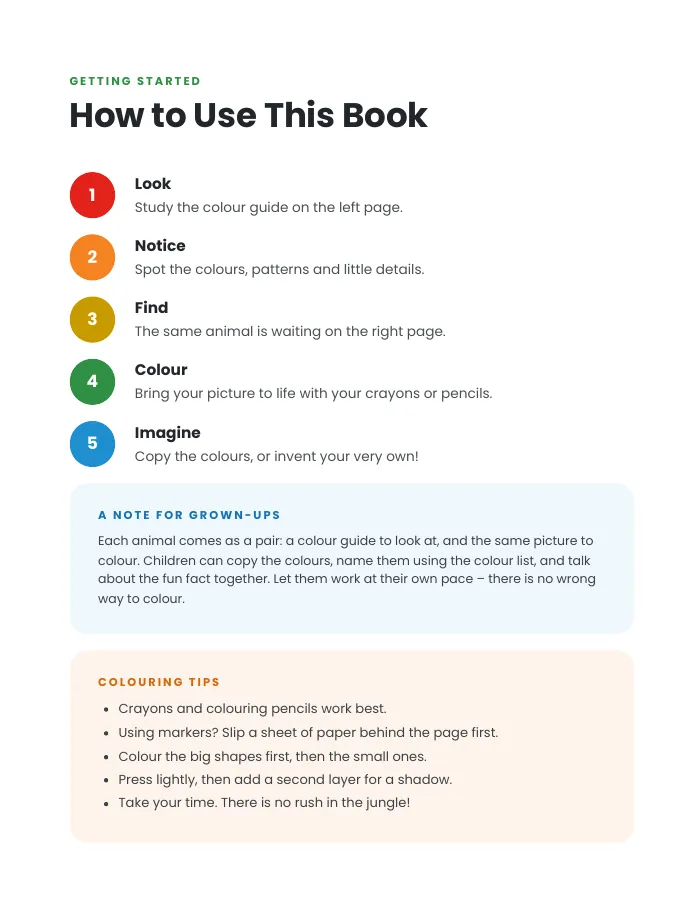 GETTING STARTED
How to Use This Book
1
Look
Study the colour guide on the left page.
2
Notice
Spot the colours, patterns and little details.
3
Find
The same animal is waiting on the right page.
4
Colour
Bring your picture to life with your crayons or pencils.
5
Imagine
Copy the colours, or invent your very own!
A NOTE FOR GROWN-UPS
Each animal comes as a pair: a colour guide to look at, and the same picture to
colour. Children can copy the colours, name them using the colour list, and talk
about the fun fact together. Let them work at their own pace – there is no wrong
way to colour.
COLOURING TIPS
• Crayons and colouring pencils work best.
• Using markers? Slip a sheet of paper behind the page first.
• Colour the big shapes first, then the small ones.
• Press lightly, then add a second layer for a shadow.
• Take your time. There is no rush in the jungle!